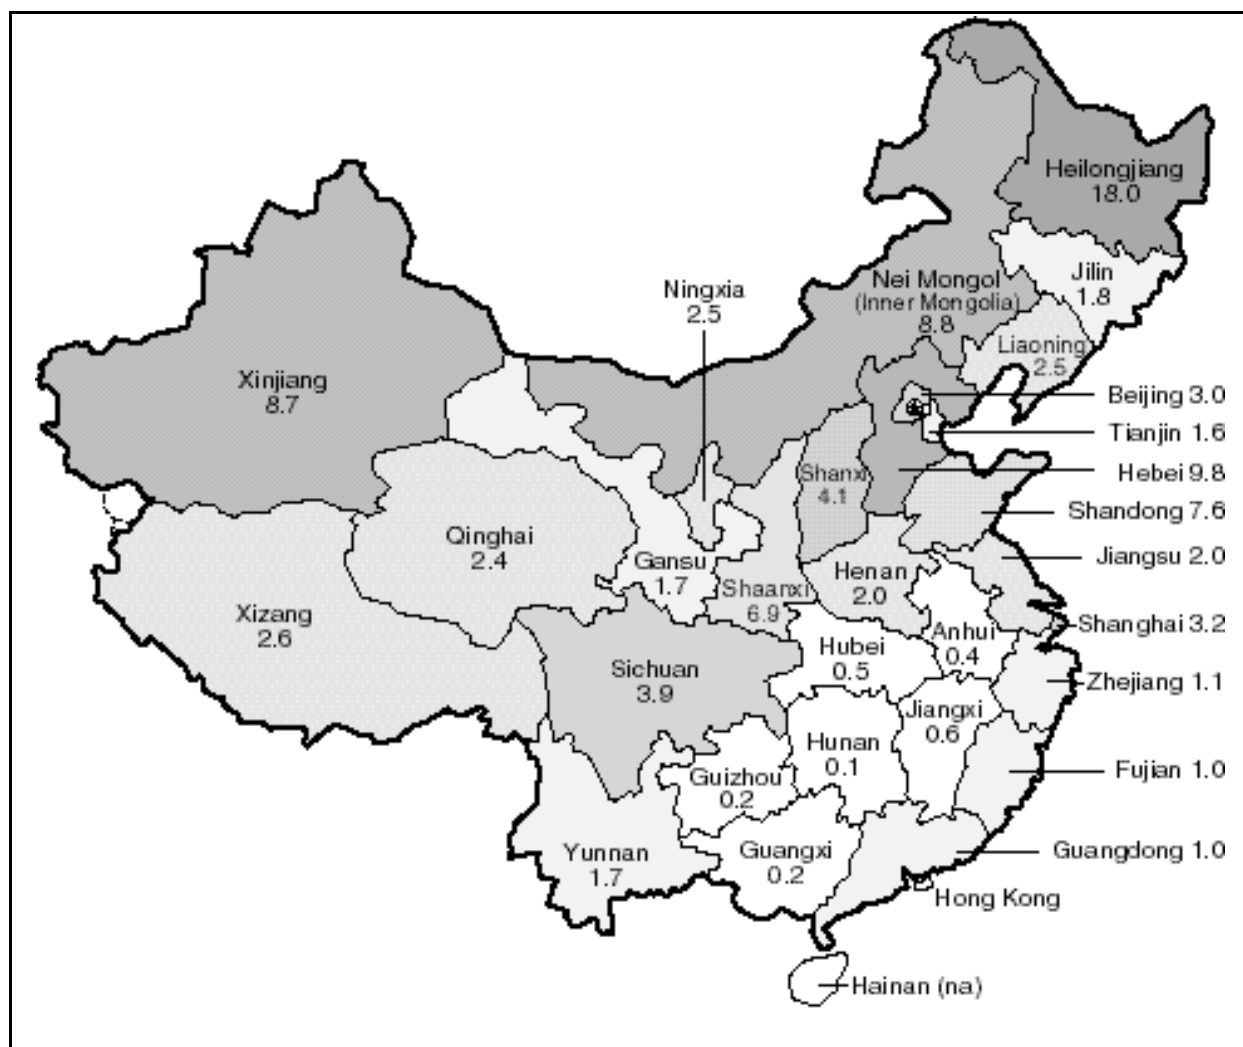 Heilongjiang
18.0
Jilin
1.8
Nei Mongol
(Inner Mongolia)
8.8
Ningxia
2.5
Liaoning
2.5
Xinjiang
8.7
Beijing 3.0
Tianjin 1.6
Shanxi
4.1
Hebei 9.8
Shandong 7.6
Qinghai
2.4
Gansu
1.7
Jiangsu 2.0
Henan
2.0
Shaanxi
6.9
Xizang
2.6
Shanghai 3.2
Anhui
0.4
Hubei
0.5
Sichuan
3.9
Zhejiang 1.1
Jiangxi
0.6
Hunan
0.1
Guizhou
0.2
Fujian 1.0
Yunnan
1.7
Guangxi
0.2
Guangdong 1.0
Hong Kong
Hainan (na)